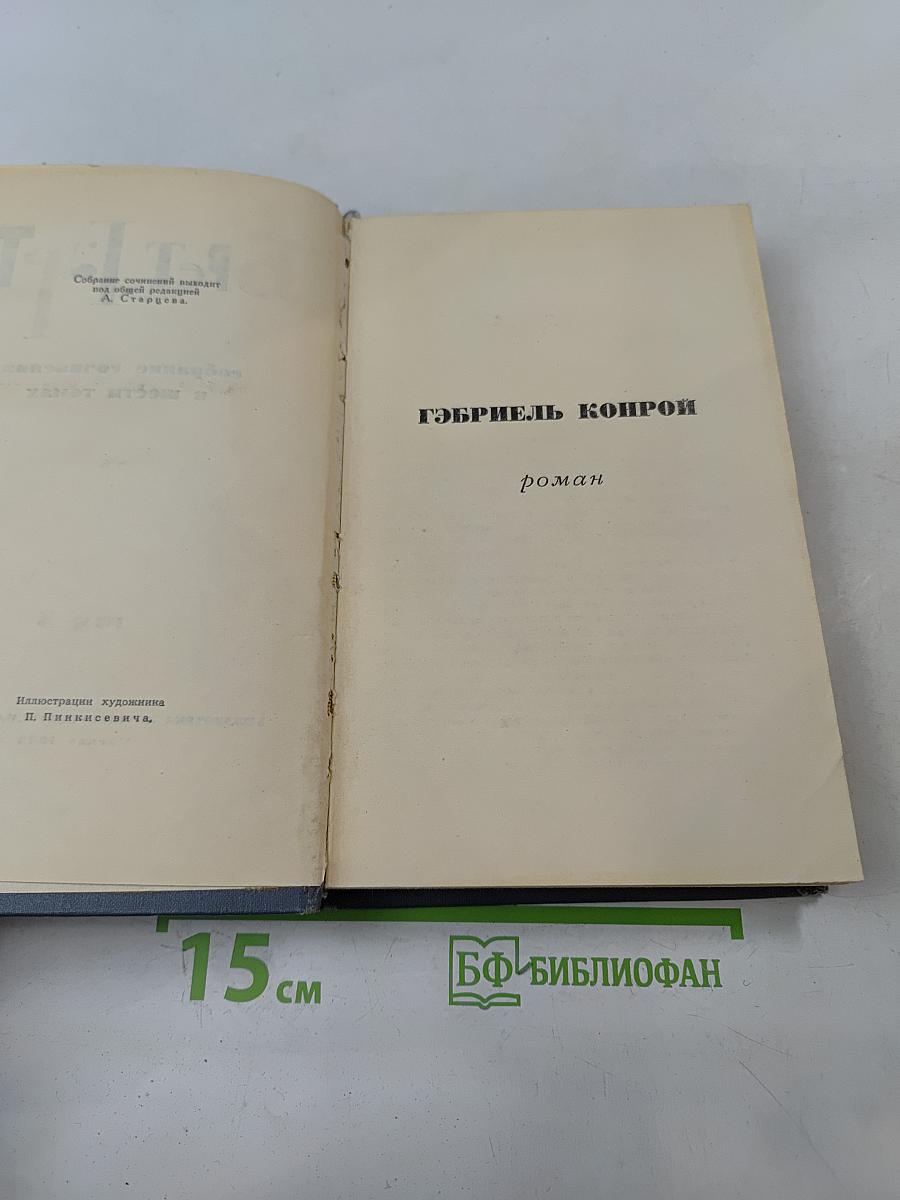 Собрание сочинений выходит
под общей редакцией
А. Старцева.
Иллюстрации художника
П. Пинкисевича.
ГЭБРИЕЛЬ КОНРОЙ
роман
15 см
БФ БИБЛИОФАН